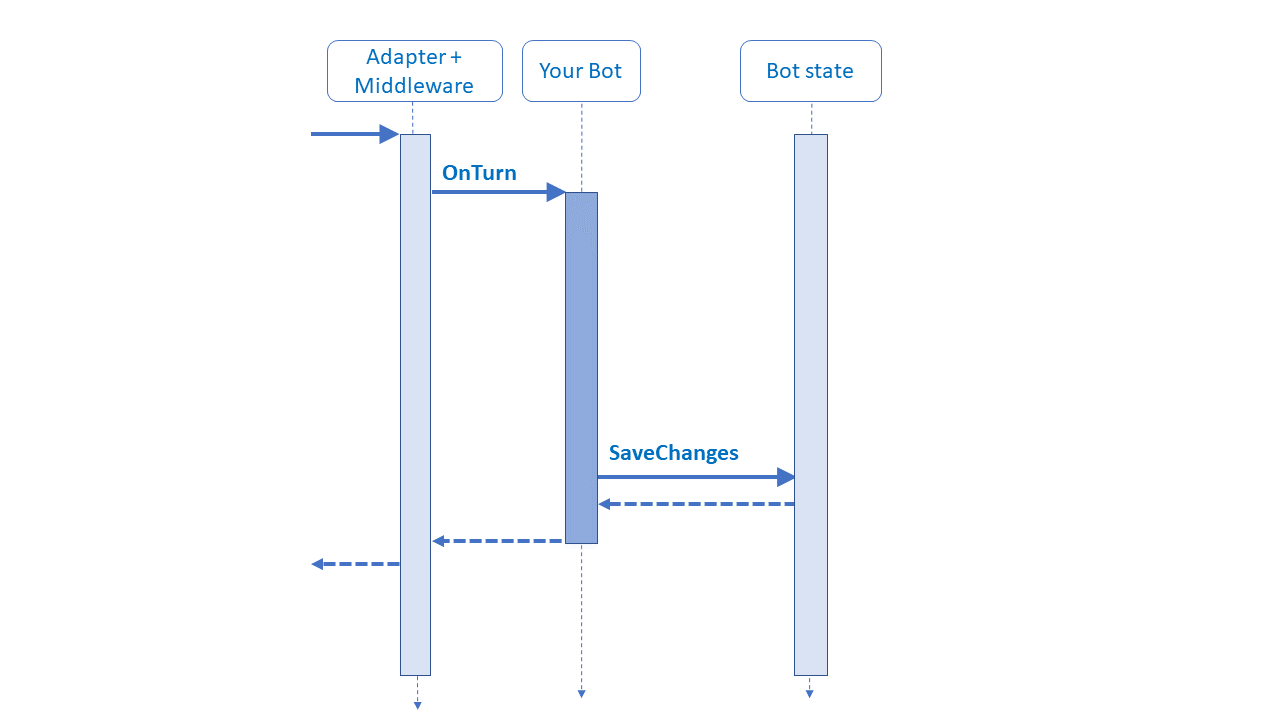 Adapter +
Middleware
Your Bot
Bot state
OnTurn
SaveChanges